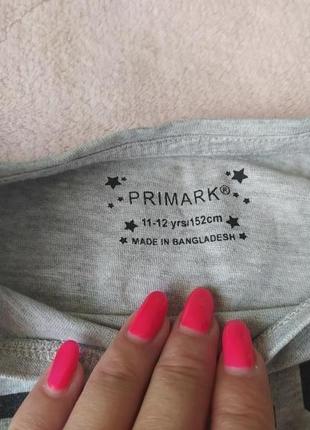 PRIMARK®
11-12 yrs/152cm
MADE IN BANGLADESH